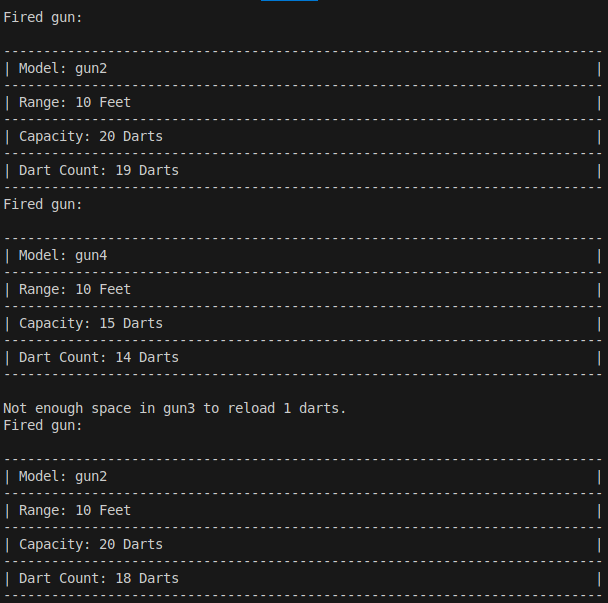 Fired gun:
---------------------------------------------------------------------------
| Model: gun2                                                             |
---------------------------------------------------------------------------
| Range: 10 Feet                                                          |
---------------------------------------------------------------------------
| Capacity: 20 Darts                                                      |
---------------------------------------------------------------------------
| Dart Count: 19 Darts                                                    |
---------------------------------------------------------------------------
Fired gun:
---------------------------------------------------------------------------
| Model: gun4                                                             |
---------------------------------------------------------------------------
| Range: 10 Feet                                                          |
---------------------------------------------------------------------------
| Capacity: 15 Darts                                                      |
---------------------------------------------------------------------------
| Dart Count: 14 Darts                                                    |
---------------------------------------------------------------------------
Not enough space in gun3 to reload 1 darts.
Fired gun:
---------------------------------------------------------------------------
| Model: gun2                                                             |
---------------------------------------------------------------------------
| Range: 10 Feet                                                          |
---------------------------------------------------------------------------
| Capacity: 20 Darts                                                      |
---------------------------------------------------------------------------
| Dart Count: 18 Darts                                                    |
---------------------------------------------------------------------------